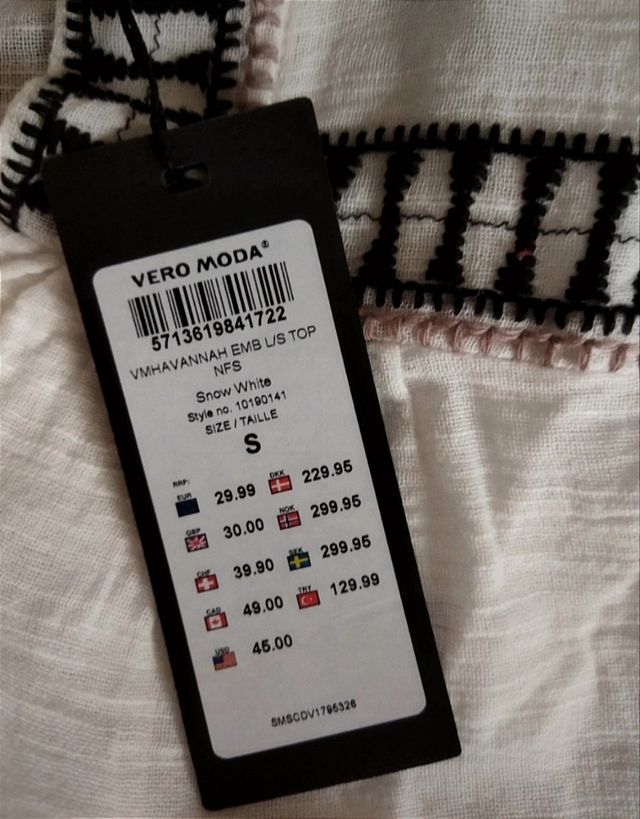 VERO MODA®
5713619841722
VMHAVANNAH EMB L/S TOP
NFS
Snow White
Style no. 10190141
SIZE / TAILLE
S
RRP:
EUR 29.99 DKK 229.95
GBP 30.00 NOK 299.95
CHF 39.90 SEK 299.95
CAD 49.00 TRY 129.99
USD 45.00
SMSCDV1795326